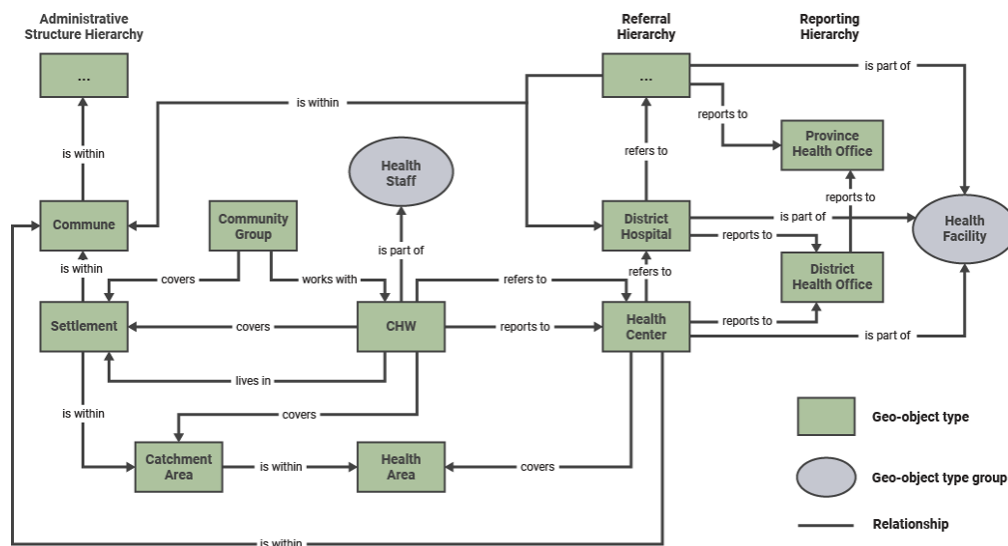 Administrative
Structure Hierarchy
Referral
Hierarchy
Reporting
Hierarchy
...
...
is part of
is within
reports to
Province
Health Office
is within
refers to
Health
Staff
reports to
Commune
Community
Group
District
Hospital
is part of
Health
Facility
is part of
reports to
is within
covers
works with
refers to
refers to
District
Health Office
Settlement
covers
CHW
reports to
Health
Center
reports to
is part of
lives in
is within
covers
Geo-object type
Catchment
Area
is within
Health
Area
covers
Geo-object type group
Relationship
is within